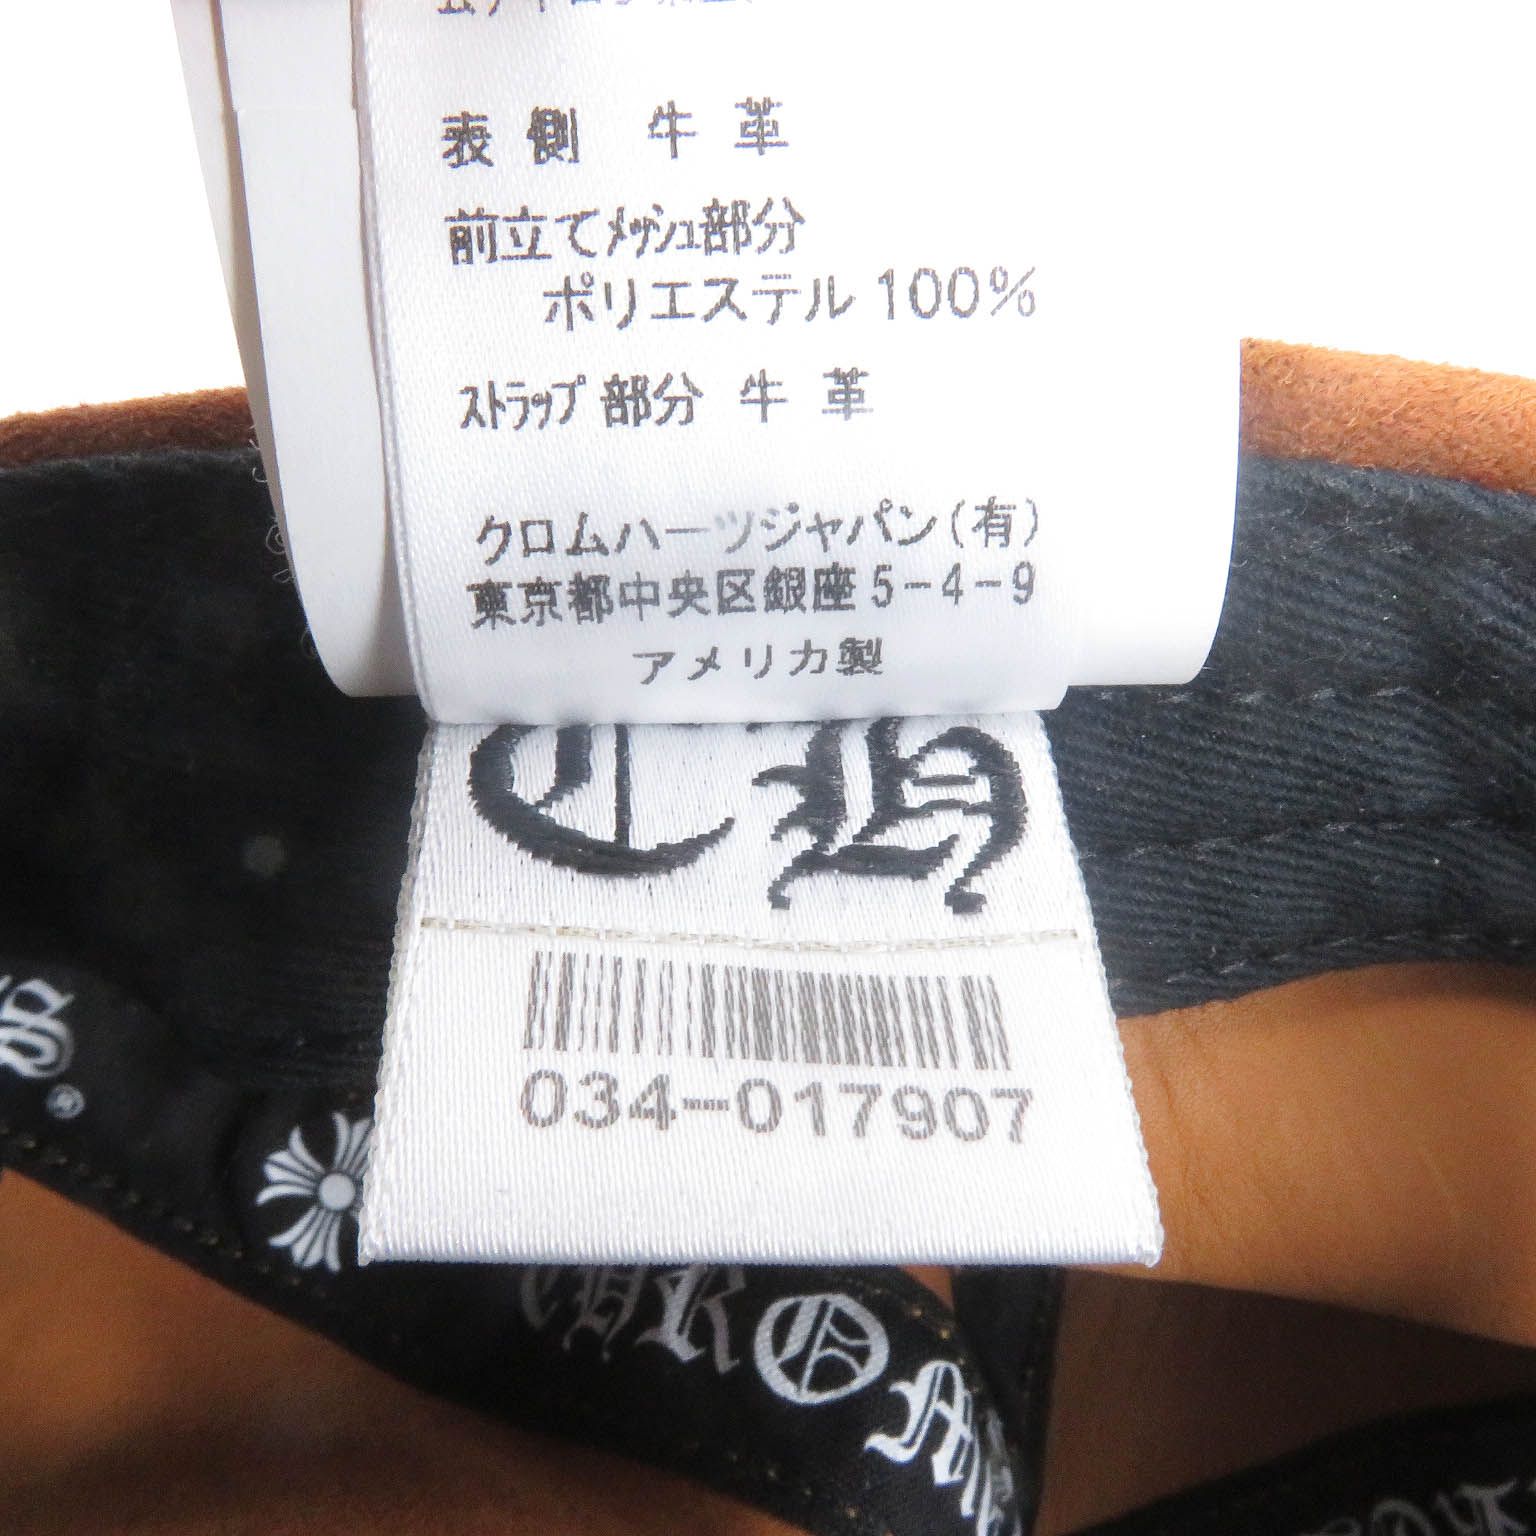 表側 牛革
前立てメッシュ部分
ポリエステル 100%
ストラップ 部分 牛革
クロムハーツジャパン(有)
東京都中央区銀座5-4-9
アメリカ製
CH
034-017907
S®
CHROM